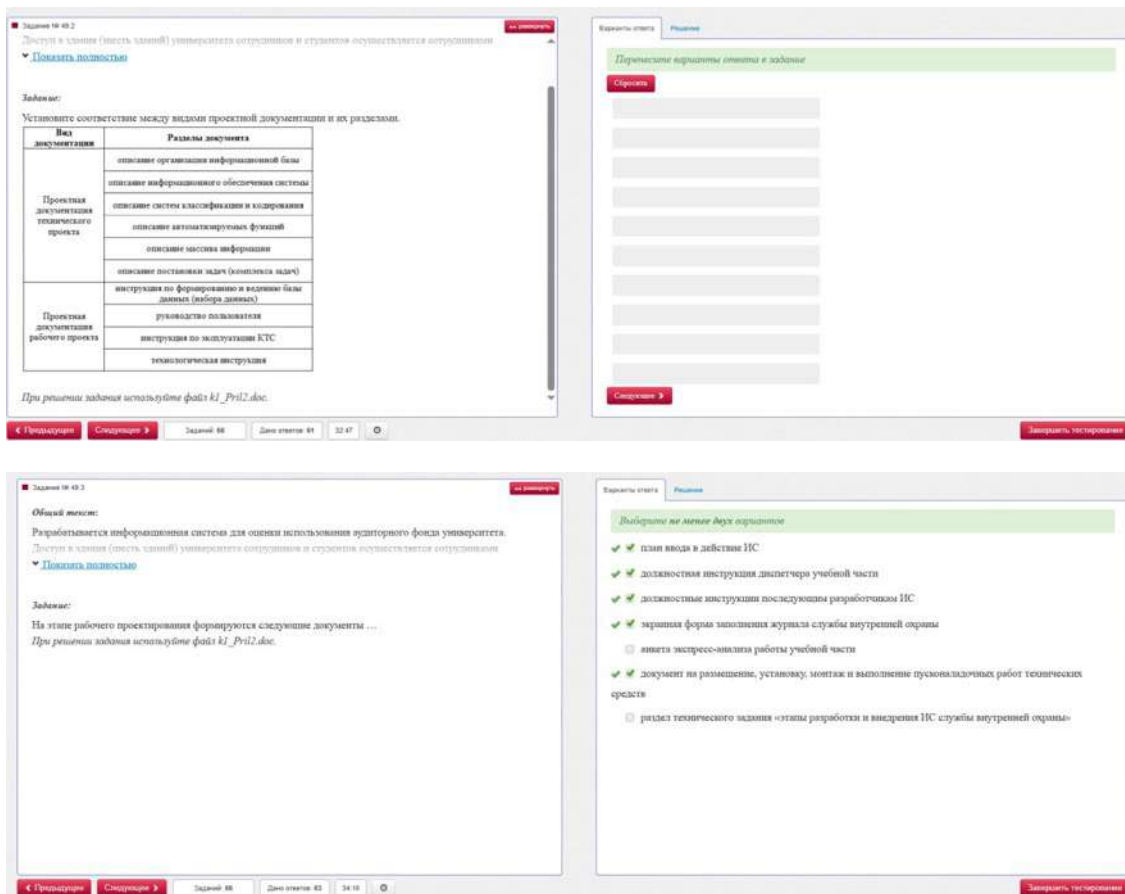 Задание № 49.2
развернуть
Доступ в здания (шесть зданий) университета сотрудников и студентов осуществляется сотрудниками
Показать полностью
Задание:
Установите соответствие между видами проектной документации и их разделами.
Вид документации
Разделы документа
Проектная документация технического проекта
описание организации информационной базы
описание информационного обеспечения системы
описание систем классификации и кодирования
описание автоматизируемых функций
описание массива информации
описание постановки задач (комплекса задач)
Проектная документация рабочего проекта
инструкция по формированию и ведению базы
данных (набора данных)
руководство пользователя
инструкция по эксплуатации КТС
технологическая инструкция
При решении задания используйте файл k1_Pril2.doc.
Варианты ответа Решение
Перенесите варианты ответа в задание
Сбросить
Следующее
Предыдущее Следующее Заданий: 66 Дано ответов: 61 32:47
Завершить тестирование
Задание № 49.3
развернуть
Общий текст:
Разрабатывается информационная система для оценки использования аудиторного фонда университета.
Доступ в здания (шесть зданий) университета сотрудников и студентов осуществляется сотрудниками
Показать полностью
Задание:
На этапе рабочего проектирования формируются следующие документы …
При решении задания используйте файл k1_Pril2.doc.
Варианты ответа Решение
Выберите не менее двух вариантов
план ввода в действие ИС
должностная инструкция диспетчера учебной части
должностные инструкции последующим разработчикам ИС
экранная форма заполнения журнала службы внутренней охраны
анкета экспресс-анализа работы учебной части
документ на размещение, установку, монтаж и выполнение пусконаладочных работ технических
средств
раздел технического задания «этапы разработки и внедрения ИС службы внутренней охраны»
Предыдущее Следующее Заданий: 66 Дано ответов: 63 34:18
Завершить тестирование